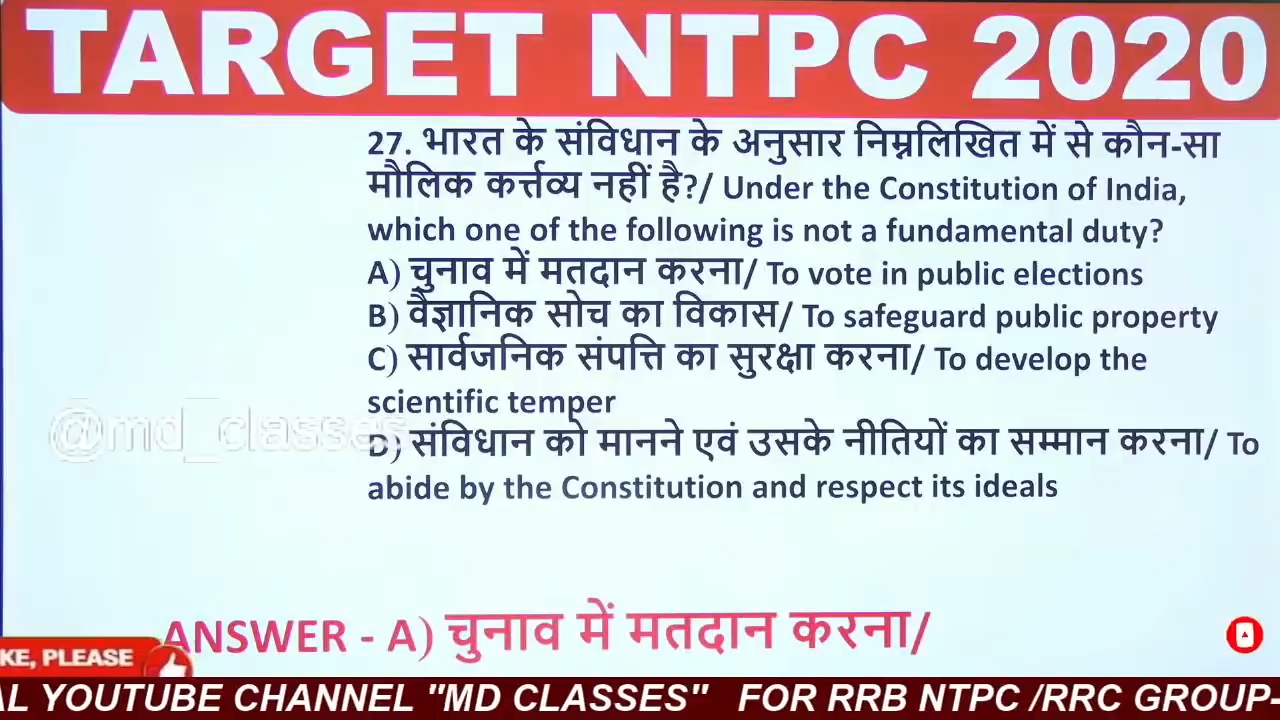 TARGET NTPC 2020
27. भारत के संविधान के अनुसार निम्नलिखित में से कौन-सा
मौलिक कर्त्तव्य नहीं है?/ Under the Constitution of India,
which one of the following is not a fundamental duty?
A) चुनाव में मतदान करना/ To vote in public elections
B) वैज्ञानिक सोच का विकास/ To safeguard public property
C) सार्वजनिक संपत्ति का सुरक्षा करना/ To develop the
scientific temper
@md_classes
D) संविधान को मानने एवं उसके नीतियों का सम्मान करना/ To
abide by the Constitution and respect its ideals
ANSWER - A) चुनाव में मतदान करना/
KE, PLEASE
AL YOUTUBE CHANNEL "MD CLASSES" FOR RRB NTPC /RRC GROUP-